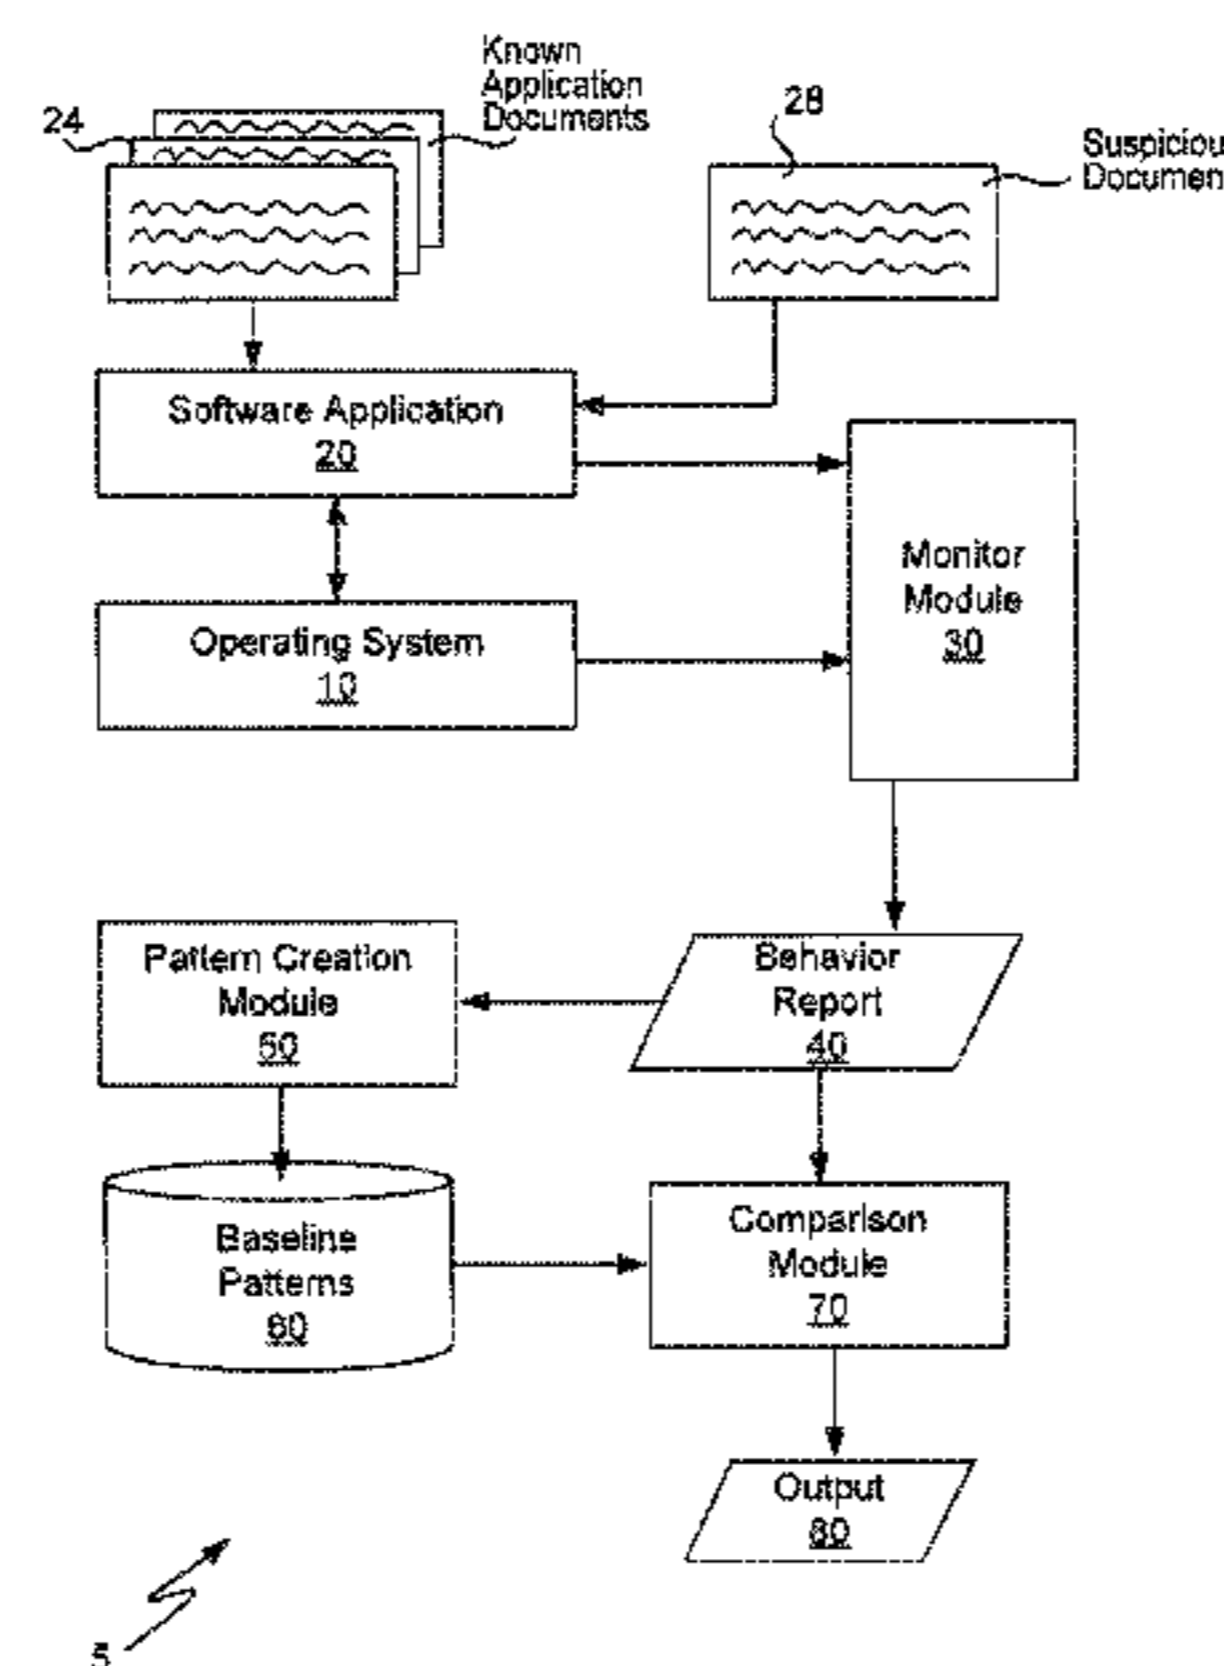 Known
Application
Documents
24
28
Suspiciou
Documen
Software Application
20
Operating System
10
Monitor
Module
30
Behavior
Report
40
Pattern Creation
Module
50
Baseline
Patterns
60
Comparison
Module
70
Output
80
5